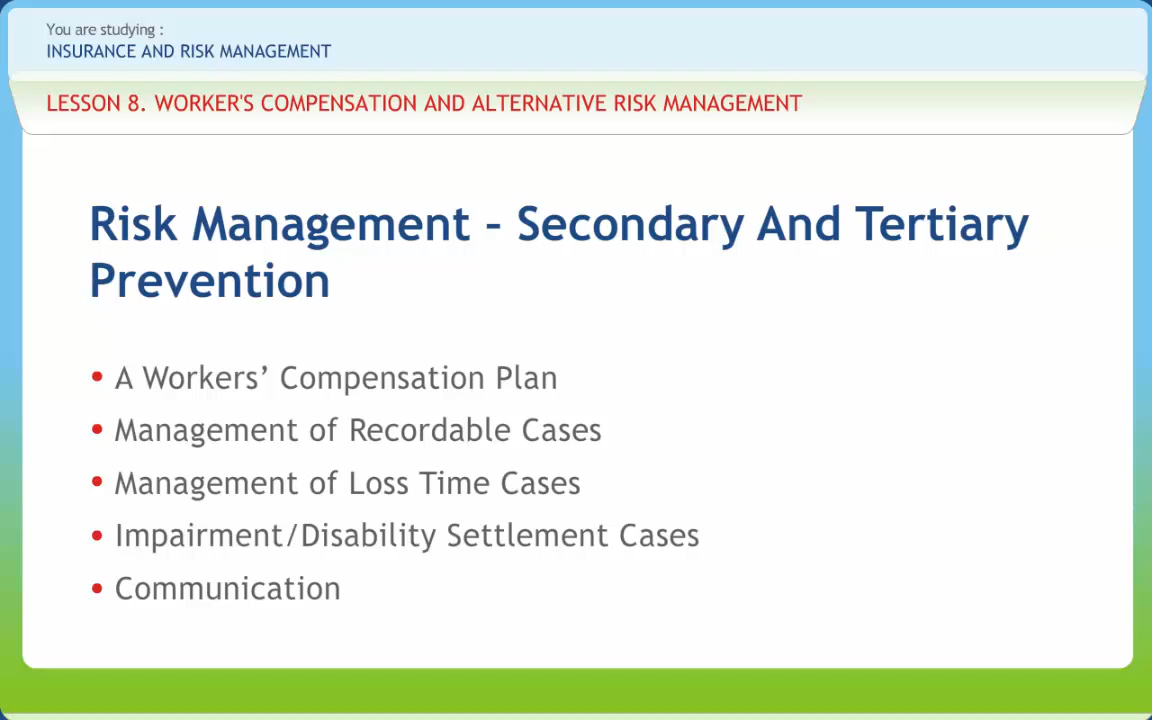 You are studying :
INSURANCE AND RISK MANAGEMENT
LESSON 8. WORKER'S COMPENSATION AND ALTERNATIVE RISK MANAGEMENT
Risk Management – Secondary And Tertiary
Prevention
• A Workers’ Compensation Plan
• Management of Recordable Cases
• Management of Loss Time Cases
• Impairment/Disability Settlement Cases
• Communication